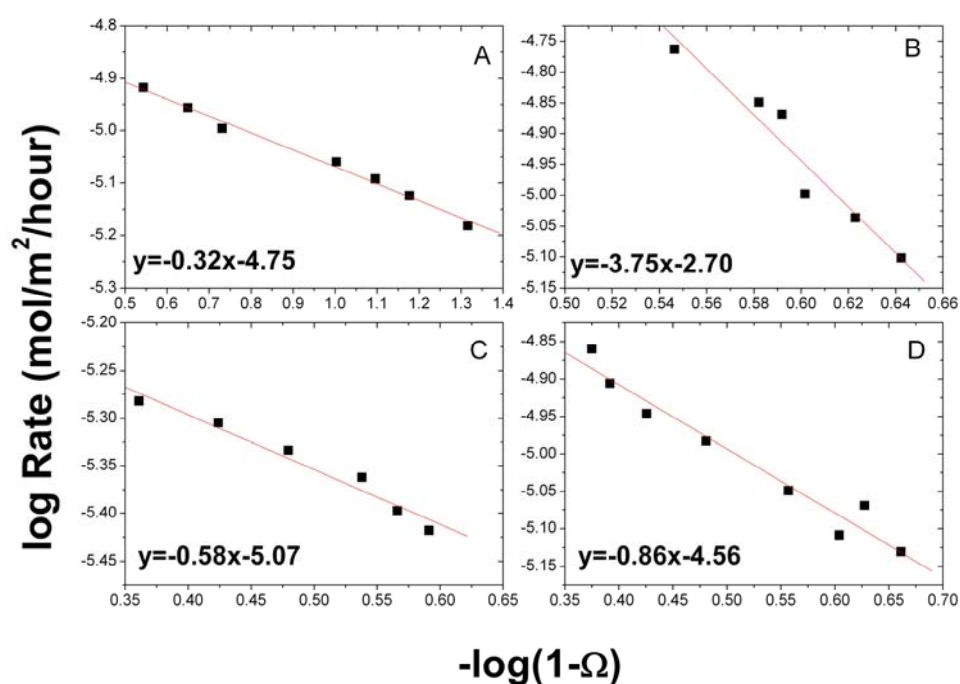 log Rate (mol/m²/hour)
-4.8
-4.9
-5.0
-5.1
-5.2
-5.3
A
y=-0.32x-4.75
0.5 0.6 0.7 0.8 0.9 1.0 1.1 1.2 1.3 1.4
-4.75
-4.80
-4.85
-4.90
-4.95
-5.00
-5.05
-5.10
-5.15
B
y=-3.75x-2.70
0.50 0.52 0.54 0.56 0.58 0.60 0.62 0.64 0.66
-5.20
-5.25
-5.30
-5.35
-5.40
-5.45
C
y=-0.58x-5.07
0.35 0.40 0.45 0.50 0.55 0.60 0.65
-4.85
-4.90
-4.95
-5.00
-5.05
-5.10
-5.15
D
y=-0.86x-4.56
0.35 0.40 0.45 0.50 0.55 0.60 0.65 0.70
-log(1-Ω)